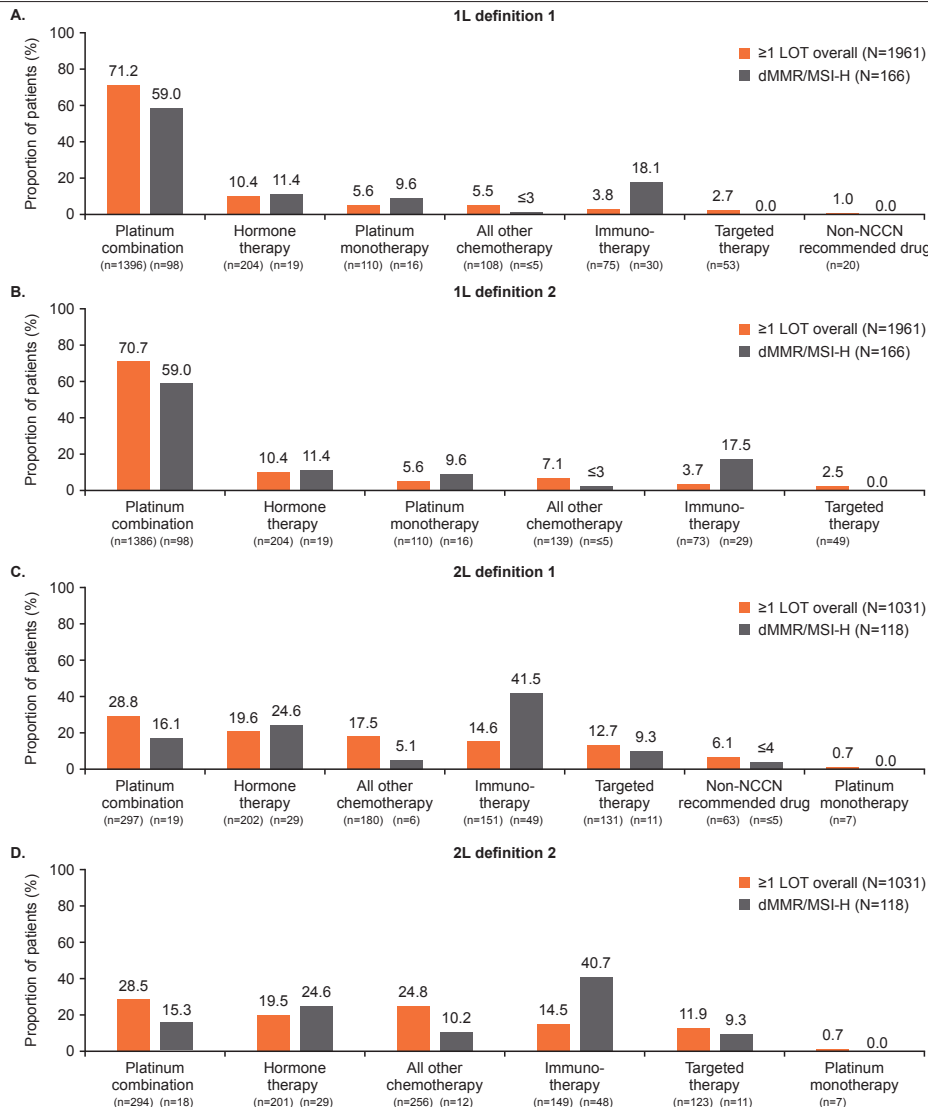 A.
1L definition 1
Proportion of patients (%)
100
80
60
40
20
0
≥1 LOT overall (N=1961)
dMMR/MSI-H (N=166)
71.2 59.0 10.4 11.4 5.6 9.6 5.5 ≤3 3.8 18.1 2.7 0.0 1.0 0.0
Platinum Hormone Platinum All other Immuno- Targeted Non-NCCN
combination therapy monotherapy chemotherapy therapy therapy recommended drug
(n=1396) (n=98) (n=204) (n=19) (n=110) (n=16) (n=108) (n=≤5) (n=75) (n=30) (n=53) (n=20)
B.
1L definition 2
Proportion of patients (%)
100
80
60
40
20
0
≥1 LOT overall (N=1961)
dMMR/MSI-H (N=166)
70.7 59.0 10.4 11.4 5.6 9.6 7.1 ≤3 3.7 17.5 2.5 0.0
Platinum Hormone Platinum All other Immuno- Targeted
combination therapy monotherapy chemotherapy therapy therapy
(n=1386) (n=98) (n=204) (n=19) (n=110) (n=16) (n=139) (n=≤5) (n=73) (n=29) (n=49)
C.
2L definition 1
Proportion of patients (%)
100
80
60
40
20
0
≥1 LOT overall (N=1031)
dMMR/MSI-H (N=118)
28.8 16.1 19.6 24.6 17.5 5.1 14.6 41.5 12.7 9.3 6.1 ≤4 0.7 0.0
Platinum Hormone All other Immuno- Targeted Non-NCCN Platinum
combination therapy chemotherapy therapy therapy recommended drug monotherapy
(n=297) (n=19) (n=202) (n=29) (n=180) (n=6) (n=151) (n=49) (n=131) (n=11) (n=63) (n=≤5) (n=7)
D.
2L definition 2
Proportion of patients (%)
100
80
60
40
20
0
≥1 LOT overall (N=1031)
dMMR/MSI-H (N=118)
28.5 15.3 19.5 24.6 24.8 10.2 14.5 40.7 11.9 9.3 0.7 0.0
Platinum Hormone All other Immuno- Targeted Platinum
combination therapy chemotherapy therapy therapy monotherapy
(n=294) (n=18) (n=201) (n=29) (n=256) (n=12) (n=149) (n=48) (n=123) (n=11) (n=7)